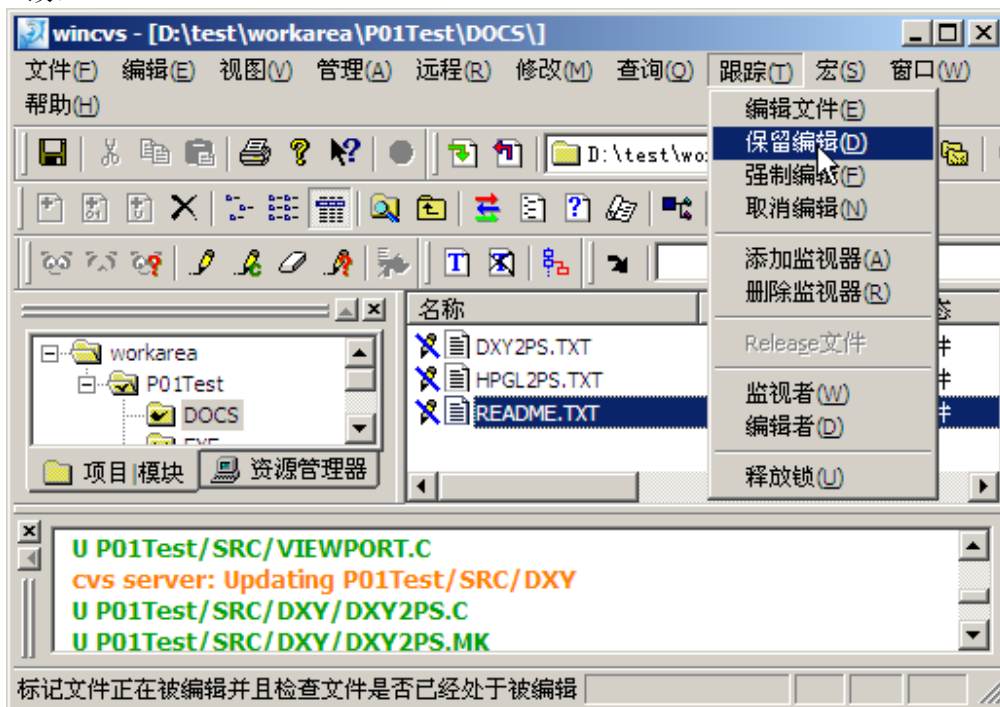 wincvs - [D:\test\workarea\P01Test\DOCS\]
文件(F) 编辑(E) 视图(V) 管理(A) 远程(R) 修改(M) 查询(Q) 跟踪(T) 宏(S) 窗口(W)
帮助(H)
编辑文件(E)
保留编辑(D)
强制编辑(F)
取消编辑(N)
添加监视器(A)
删除监视器(R)
Release文件
监视者(W)
编辑者(D)
释放锁(U)
D:\test\wo
名称
workarea
P01Test
DOCS
DXY2PS.TXT
HPGL2PS.TXT
README.TXT
项目|模块 资源管理器
U P01Test/SRC/VIEWPORT.C
cvs server: Updating P01Test/SRC/DXY
U P01Test/SRC/DXY/DXY2PS.C
U P01Test/SRC/DXY/DXY2PS.MK
标记文件正在被编辑并且检查文件是否已经处于被编辑